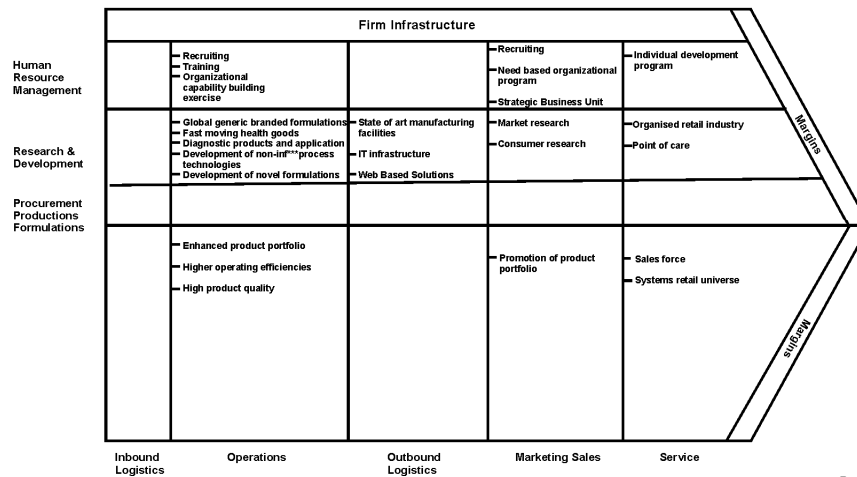 Firm Infrastructure
Human
Resource
Management
Recruiting
Training
Organizational
capability building
exercise
Recruiting
Need based organizational
program
Strategic Business Unit
Individual development
program
Margins
Research &
Development
Global generic branded formulations
Fast moving health goods
Diagnostic products and application
Development of non-inf***process
technologies
Development of novel formulations
State of art manufacturing
facilities
IT infrastructure
Web Based Solutions
Market research
Consumer research
Organised retail industry
Point of care
Procurement
Productions
Formulations
Enhanced product portfolio
Higher operating efficiencies
High product quality
Promotion of product
portfolio
Sales force
Systems retail universe
Margins
Inbound
Logistics
Operations
Outbound
Logistics
Marketing Sales
Service